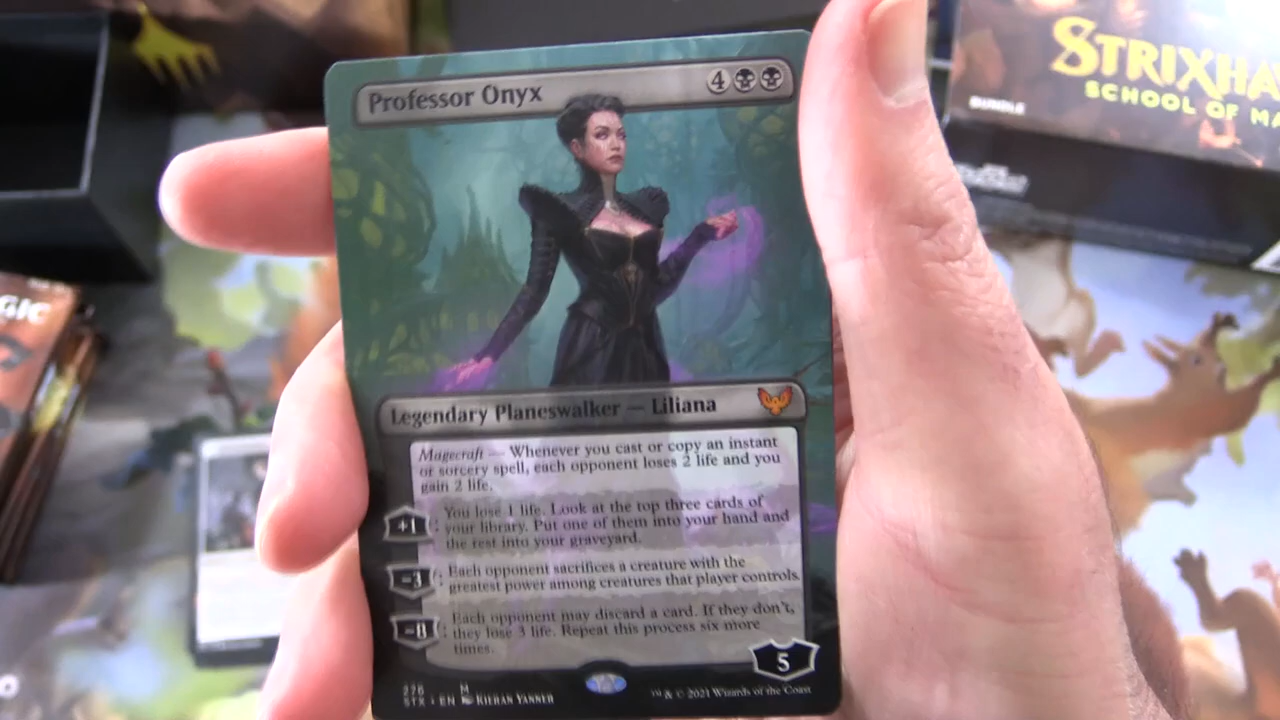 Professor Onyx
4
STRIXHA
SCHOOL OF MA
BUNDLE
GIC
Legendary Planeswalker — Liliana
Magecraft — Whenever you cast or copy an instant
or sorcery spell, each opponent loses 2 life and you
gain 2 life.
+1: You lose 1 life. Look at the top three cards of
your library. Put one of them into your hand and
the rest into your graveyard.
-3: Each opponent sacrifices a creature with the
greatest power among creatures that player controls.
-8: Each opponent may discard a card. If they don't,
they lose 3 life. Repeat this process six more
times.
5
276 M
STX • EN KIERAN YANNER
™ & © 2021 Wizards of the Coast